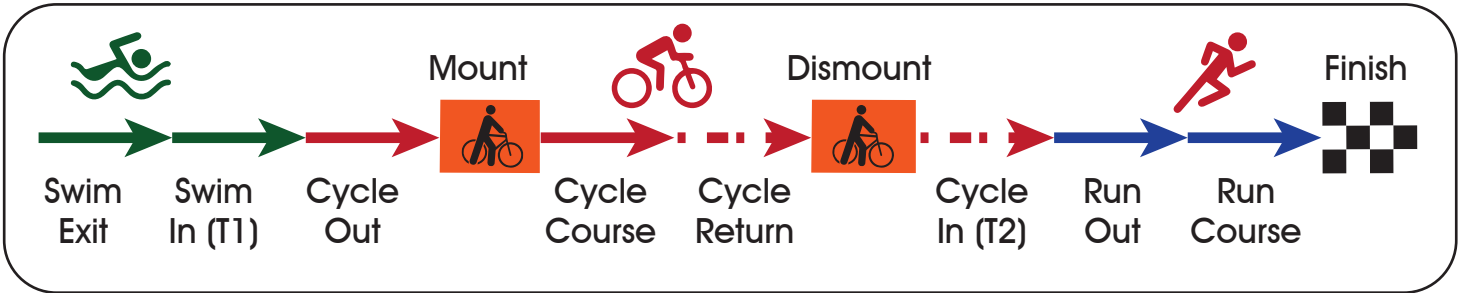 Mount
Dismount
Finish
Swim
Exit
Swim
In (T1)
Cycle
Out
Cycle
Course
Cycle
Return
Cycle
In (T2)
Run
Out
Run
Course